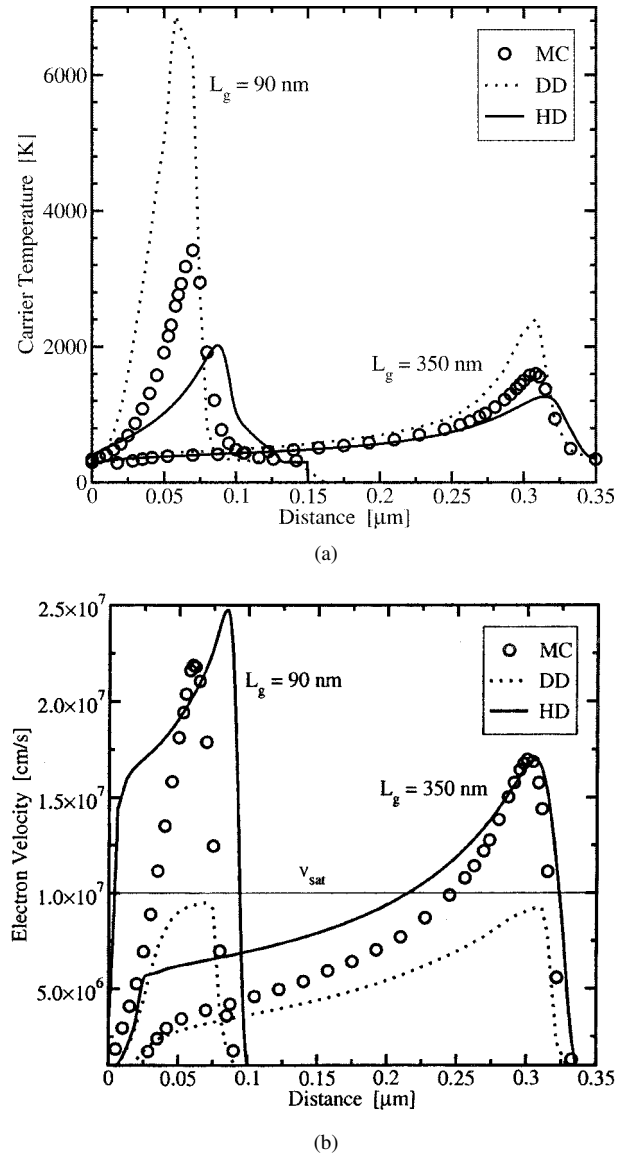 6000
4000
2000
0
Carrier Temperature [K]
L_g = 90 nm
MC
DD
HD
L_g = 350 nm
0
0.05
0.1
0.15
0.2
0.25
0.3
0.35
Distance [μm]
(a)
2.5×10^7
2.0×10^7
1.5×10^7
1.0×10^7
5.0×10^6
Electron Velocity [cm/s]
MC
DD
HD
L_g = 90 nm
L_g = 350 nm
v_sat
0
0.05
0.1
0.15
0.2
0.25
0.3
0.35
Distance [μm]
(b)